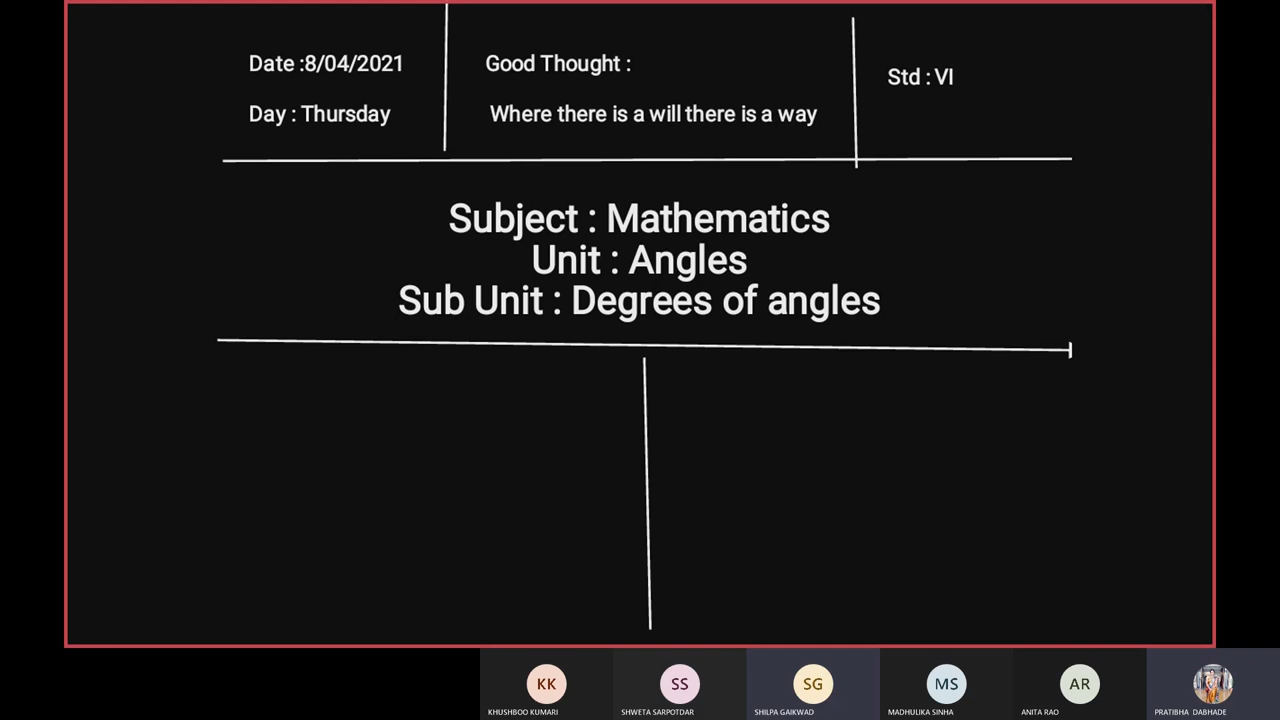 Date :8/04/2021
Day : Thursday
Good Thought :
Where there is a will there is a way
Std : VI
Subject : Mathematics
Unit : Angles
Sub Unit : Degrees of angles
KK
SS
SG
MS
AR
KHUSHBOO KUMARI
SHWETA SARPOTDAR
SHILPA GAIKWAD
MADHULIKA SINHA
ANITA RAO
PRATIBHA DABHADE